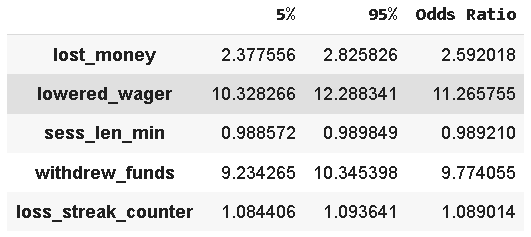 5% 95% Odds Ratio
lost_money 2.377556 2.825826 2.592018
lowered_wager 10.328266 12.288341 11.265755
sess_len_min 0.988572 0.989849 0.989210
withdrew_funds 9.234265 10.345398 9.774055
loss_streak_counter 1.084406 1.093641 1.089014